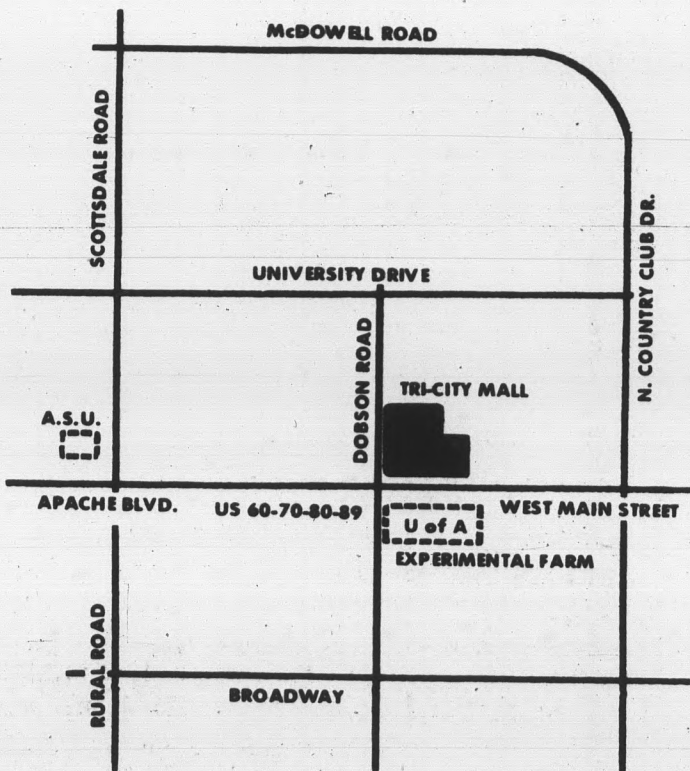 McDOWELL ROAD
SCOTTSDALE ROAD
N. COUNTRY CLUB DR.
UNIVERSITY DRIVE
DOBSON ROAD
TRI-CITY MALL
A.S.U.
APACHE BLVD.
US 60-70-80-89
WEST MAIN STREET
U of A
EXPERIMENTAL FARM
RURAL ROAD
BROADWAY